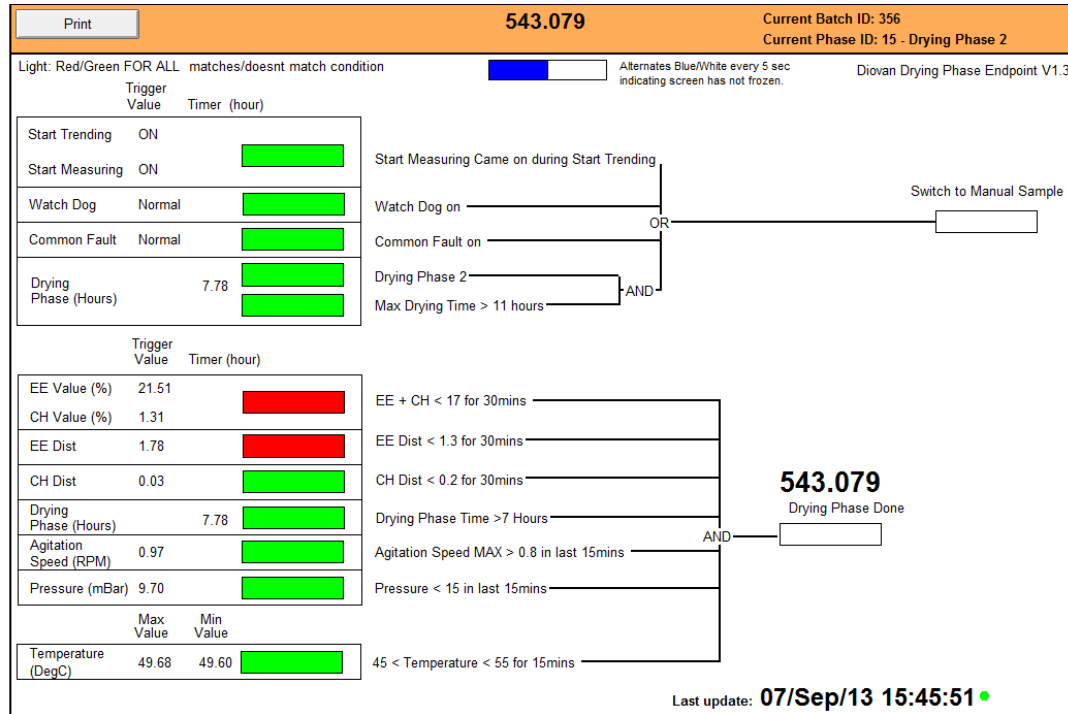 Print
543.079
Current Batch ID: 356
Current Phase ID: 15 - Drying Phase 2
Light: Red/Green FOR ALL matches/doesnt match condition
Alternates Blue/White every 5 sec
indicating screen has not frozen.
Diovan Drying Phase Endpoint V1.3
Trigger
Value Timer (hour)
Start Trending ON
Start Measuring ON
Start Measuring Came on during Start Trending
Watch Dog Normal
Watch Dog on
OR
Switch to Manual Sample
Common Fault Normal
Common Fault on
Drying
Phase (Hours) 7.78
Drying Phase 2
AND
Max Drying Time > 11 hours
Trigger
Value Timer (hour)
EE Value (%) 21.51
CH Value (%) 1.31
EE + CH < 17 for 30mins
EE Dist 1.78
EE Dist < 1.3 for 30mins
CH Dist 0.03
CH Dist < 0.2 for 30mins
Drying
Phase (Hours) 7.78
Drying Phase Time >7 Hours
Agitation
Speed (RPM) 0.97
Agitation Speed MAX > 0.8 in last 15mins
Pressure (mBar) 9.70
Pressure < 15 in last 15mins
AND
543.079
Drying Phase Done
Max
Value
Min
Value
Temperature
(DegC) 49.68 49.60
45 < Temperature < 55 for 15mins
Last update: 07/Sep/13 15:45:51